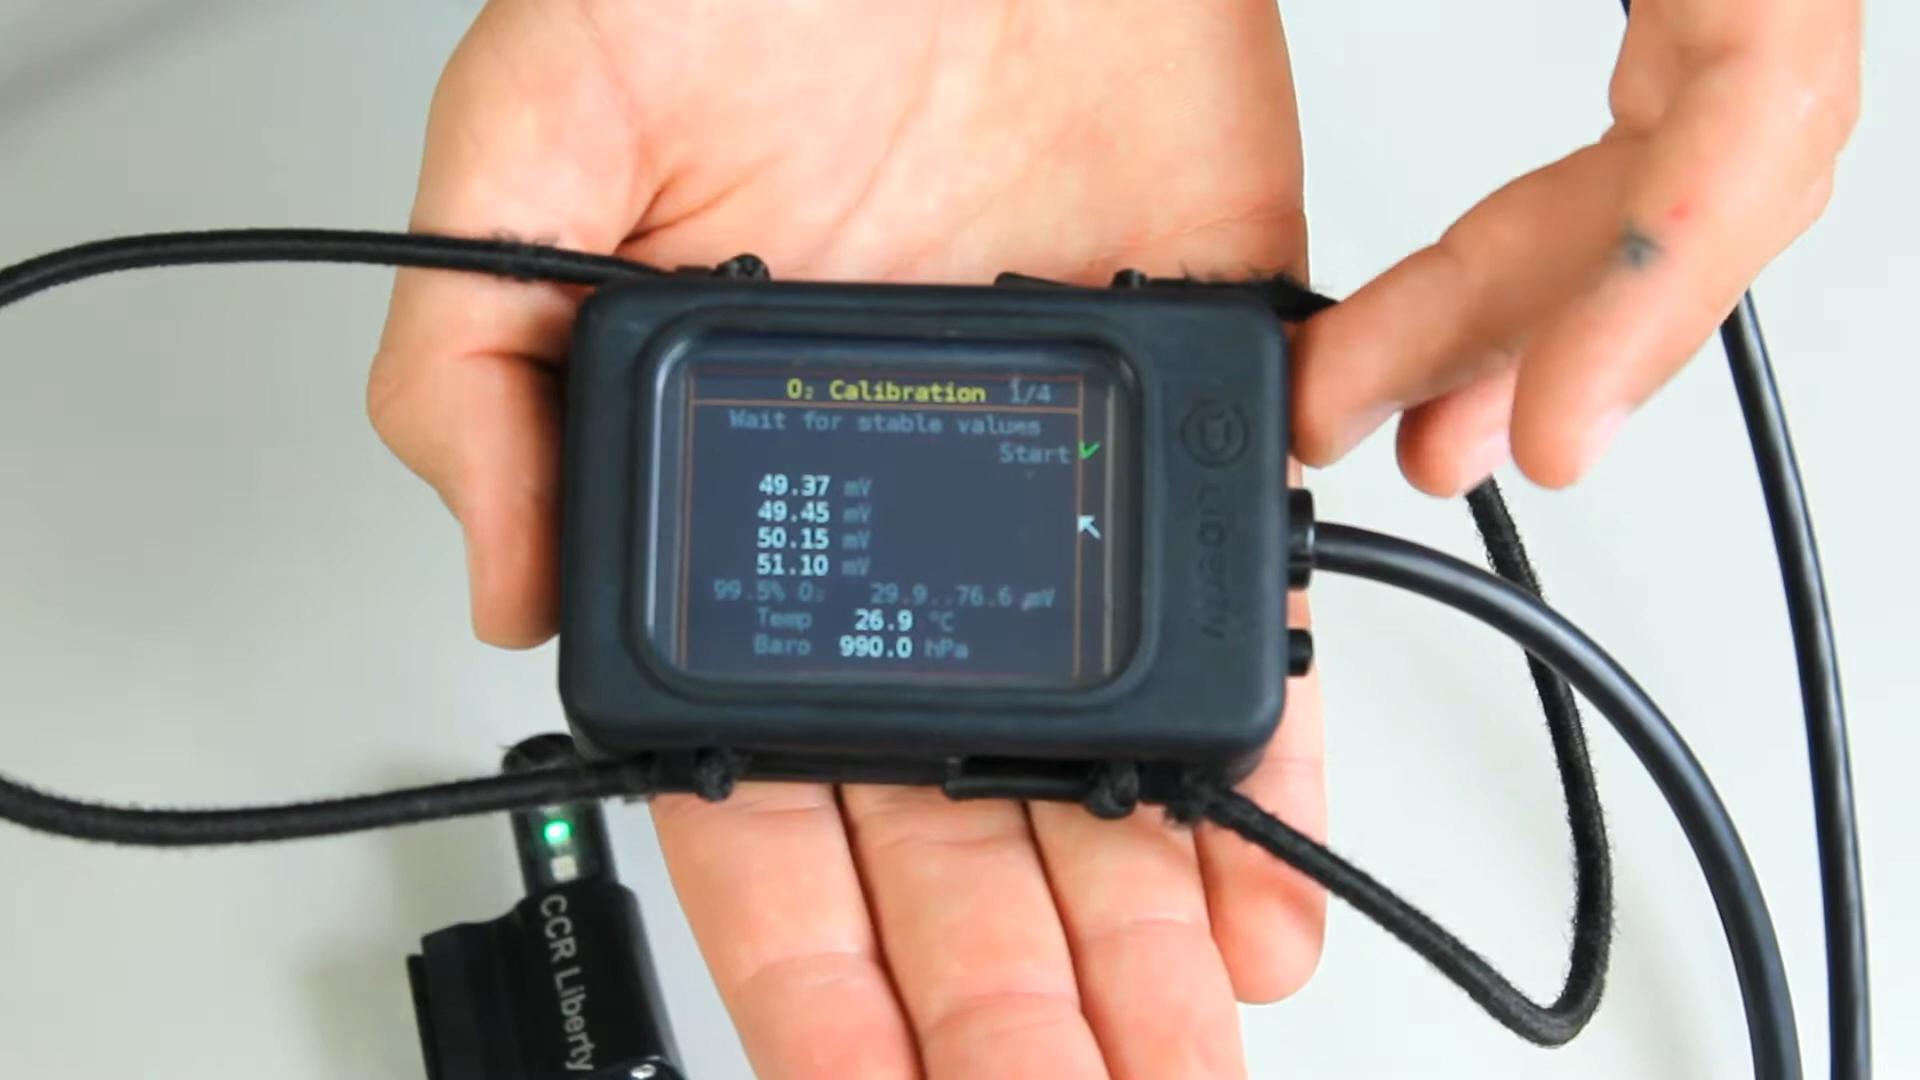 O₂ Calibration 1/4
Wait for stable values
Start
49.37 mV
49.45 mV
50.15 mV
51.10 mV
99.5% O₂ 29.9..76.6 mV
Temp 26.9 °C
Baro 990.0 hPa
Liberty
CCR Liberty